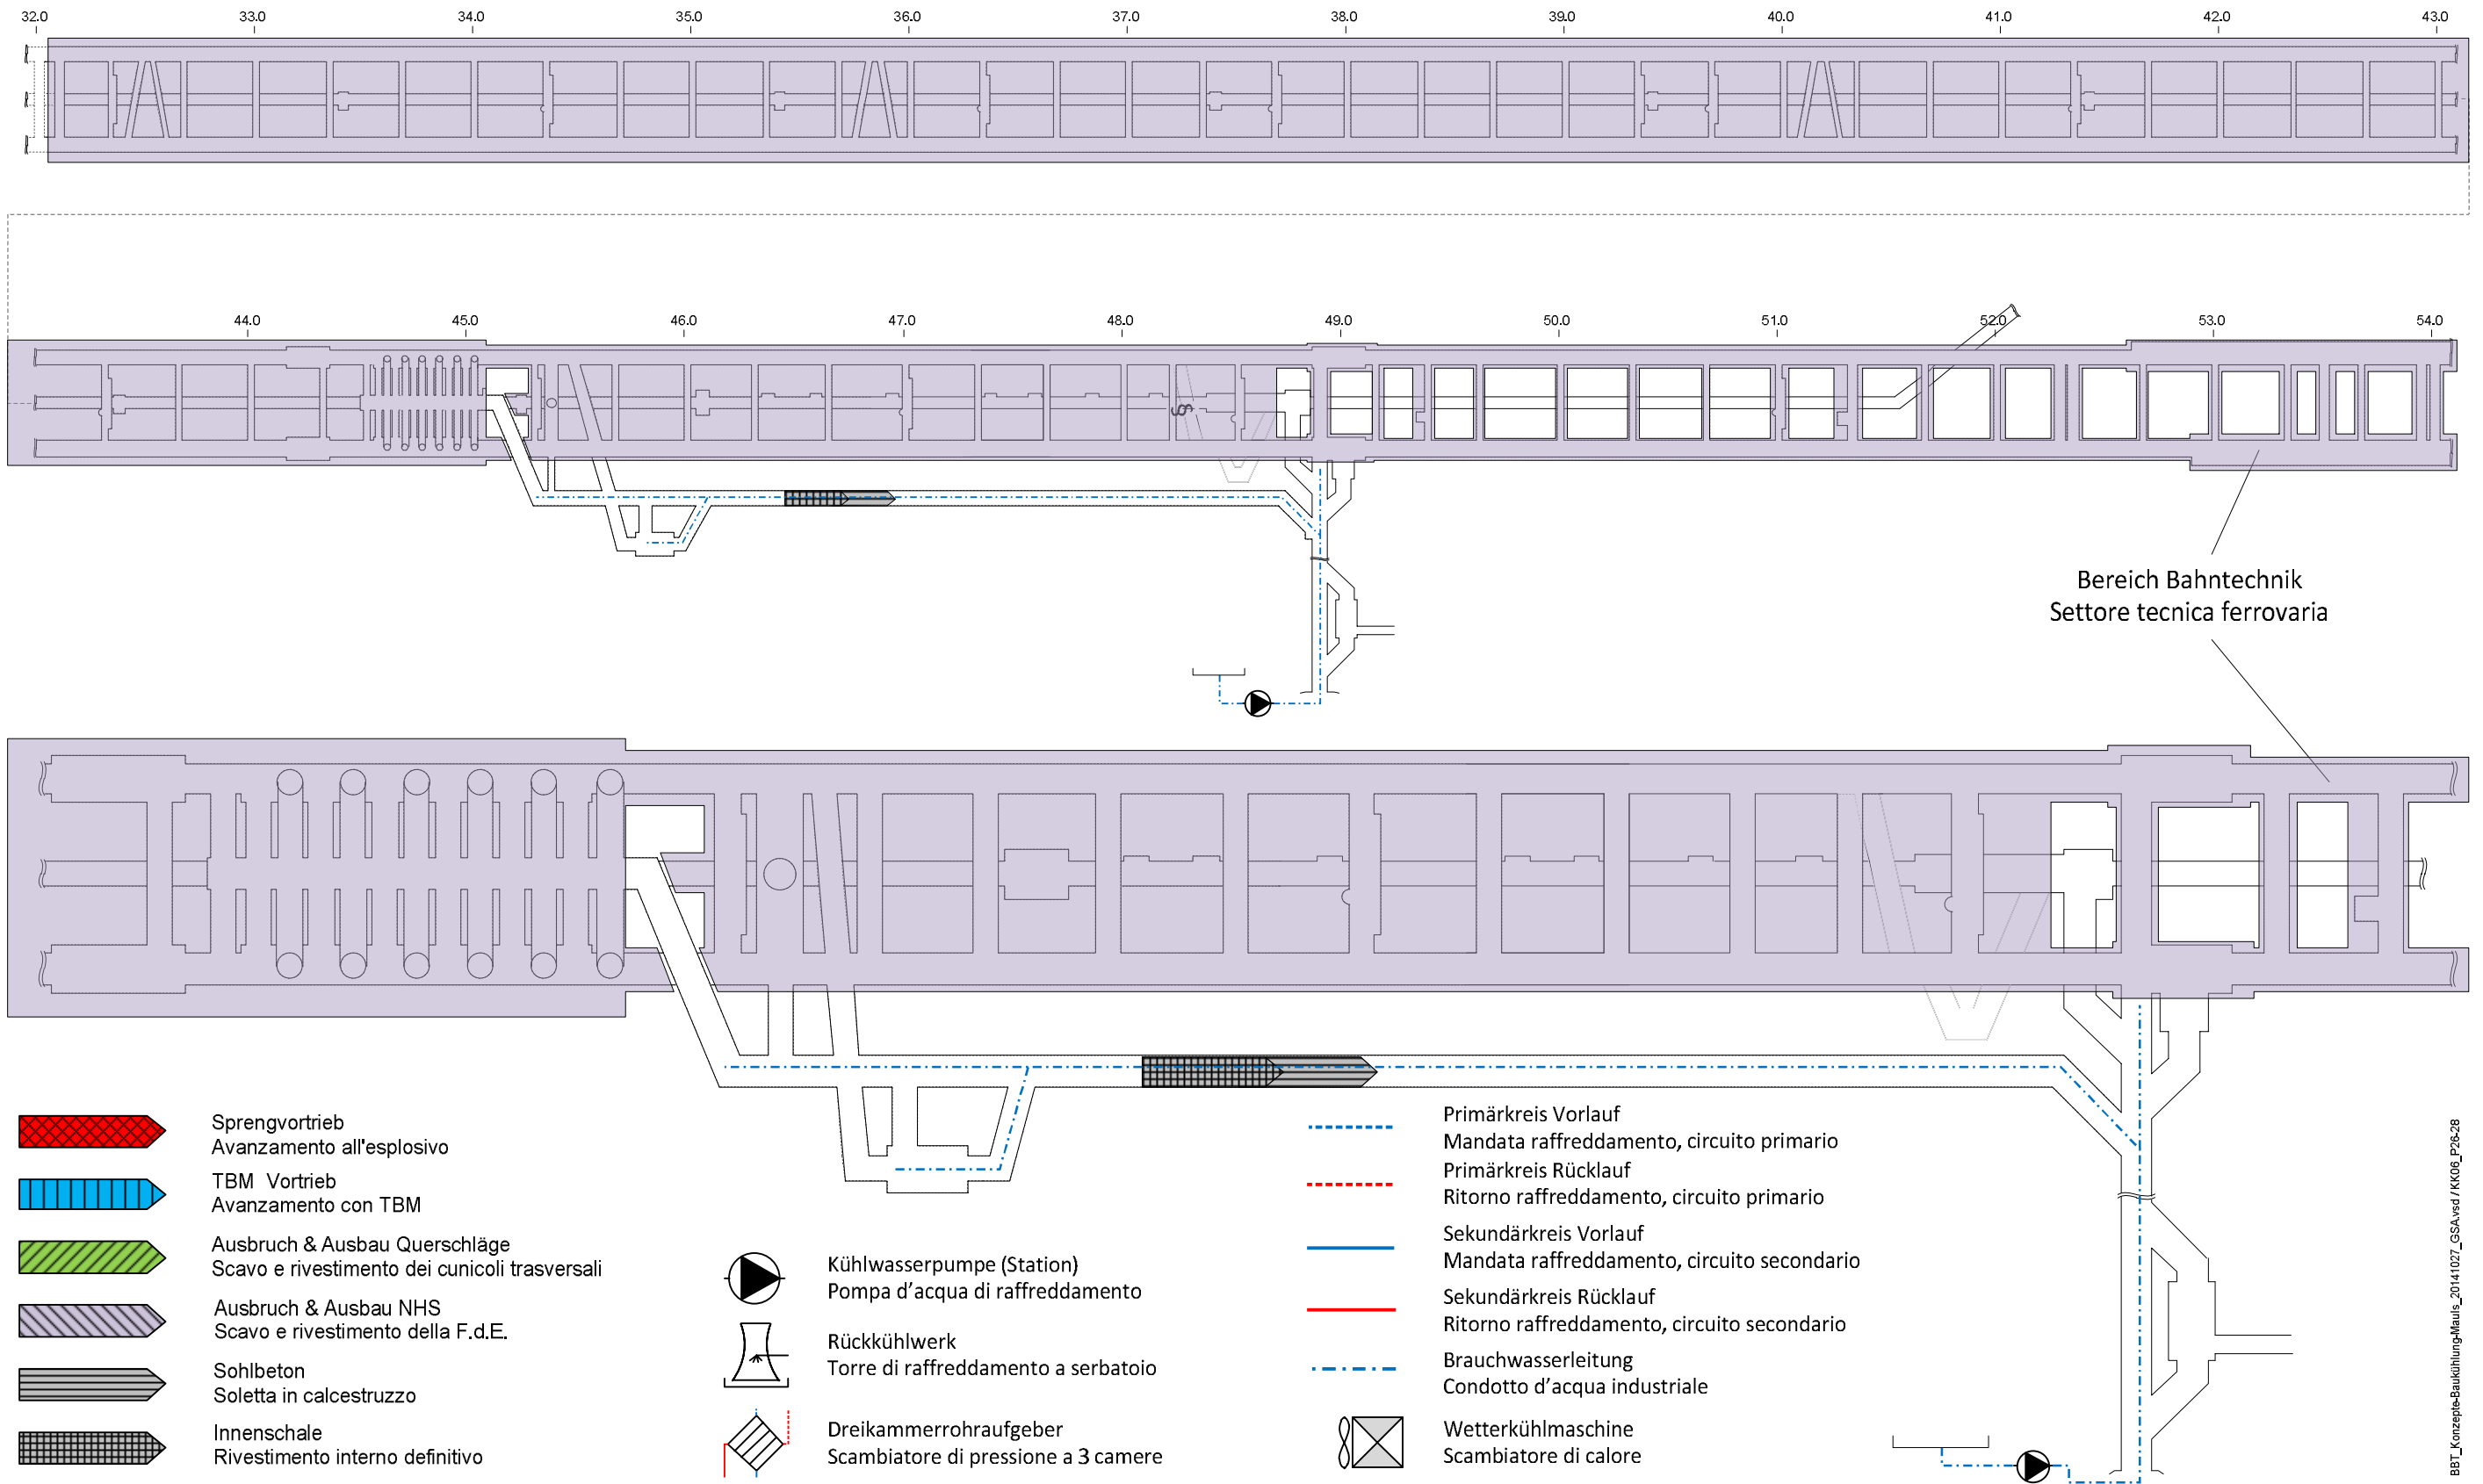 32.0 33.0 34.0 35.0 36.0 37.0 38.0 39.0 40.0 41.0 42.0 43.0
44.0 45.0 46.0 47.0 48.0 49.0 50.0 51.0 52.0 53.0 54.0
§
Bereich Bahntechnik
Settore tecnica ferrovaria
Sprengvortrieb
Avanzamento all'esplosivo
TBM Vortrieb
Avanzamento con TBM
Ausbruch & Ausbau Querschläge
Scavo e rivestimento dei cunicoli trasversali
Ausbruch & Ausbau NHS
Scavo e rivestimento della F.d.E.
Sohlbeton
Soletta in calcestruzzo
Innenschale
Rivestimento interno definitivo
Kühlwasserpumpe (Station)
Pompa d’acqua di raffreddamento
Rückkühlwerk
Torre di raffreddamento a serbatoio
Dreikammerrohraufgeber
Scambiatore di pressione a 3 camere
Primärkreis Vorlauf
Mandata raffreddamento, circuito primario
Primärkreis Rücklauf
Ritorno raffreddamento, circuito primario
Sekundärkreis Vorlauf
Mandata raffreddamento, circuito secondario
Sekundärkreis Rücklauf
Ritorno raffreddamento, circuito secondario
Brauchwasserleitung
Condotto d’acqua industriale
Wetterkühlmaschine
Scambiatore di calore
BBT_Konzepte-Baukühlung-Mauls_20141027_GSA.vsd / KK06_P26-28